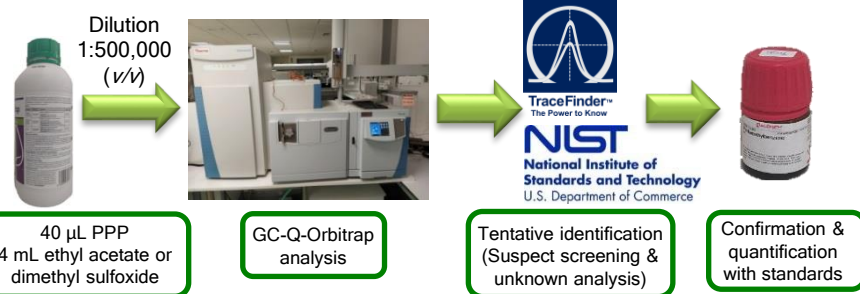 Dilution
1:500,000
(v/v)
TraceFinder™
The Power to Know
NIST
National Institute of
Standards and Technology
U.S. Department of Commerce
40 µL PPP
4 mL ethyl acetate or
dimethyl sulfoxide
GC-Q-Orbitrap
analysis
Tentative identification
(Suspect screening &
unknown analysis)
Confirmation &
quantification
with standards